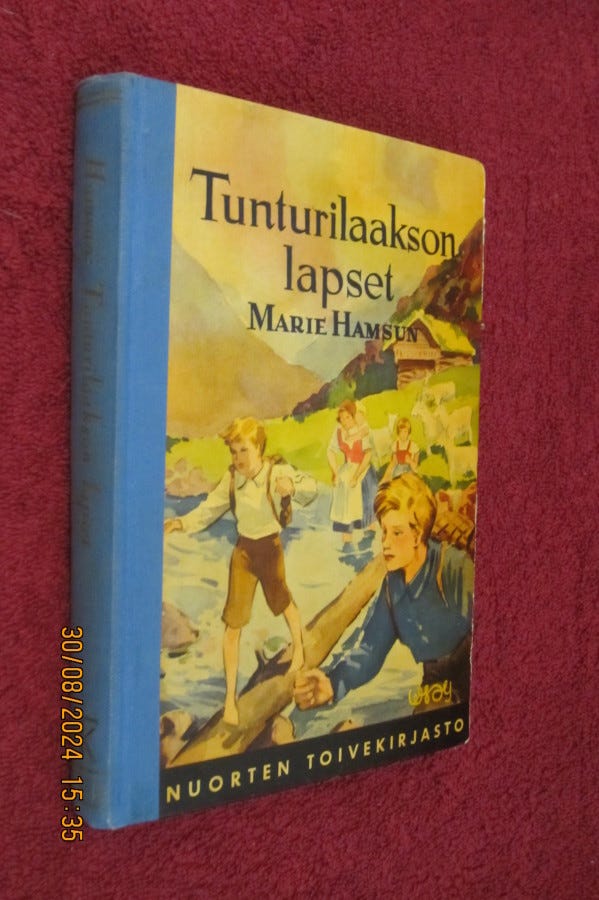 Tunturilaakson
lapset
MARIE HAMSUN
NUORTEN TOIVEKIRJASTO
30/08/2024 15:35